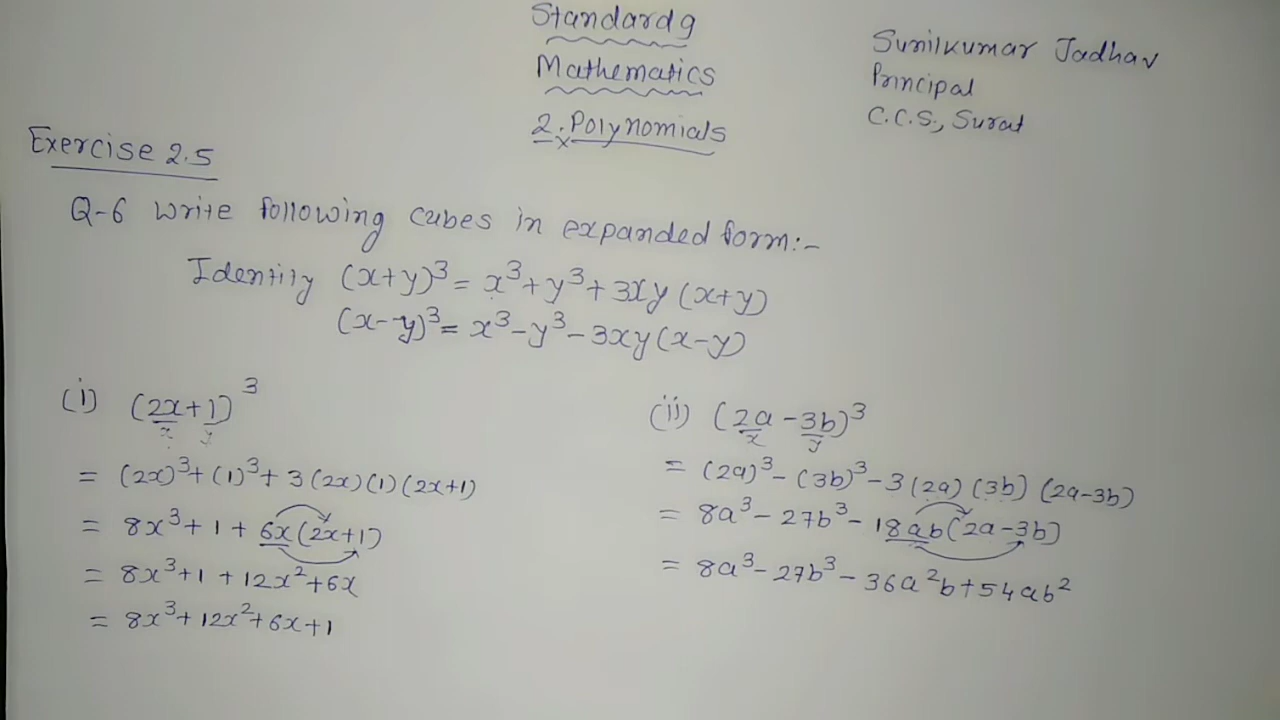 Standard 9
Mathematics
2. Polynomials
Sunilkumar Jadhav
Principal
C.C.S., Surat
Exercise 2.5
Q-6 Write following cubes in expanded form:-
Identity (x+y)³ = x³+y³+3xy(x+y)
(x-y)³ = x³-y³-3xy(x-y)
(i) (2x+1)³
x y
= (2x)³+(1)³+3(2x)(1)(2x+1)
= 8x³+1+6x(2x+1)
= 8x³+1+12x²+6x
= 8x³+12x²+6x+1
(ii) (2a-3b)³
x y
= (2a)³-(3b)³-3(2a)(3b)(2a-3b)
= 8a³-27b³-18ab(2a-3b)
= 8a³-27b³-36a²b+54ab²